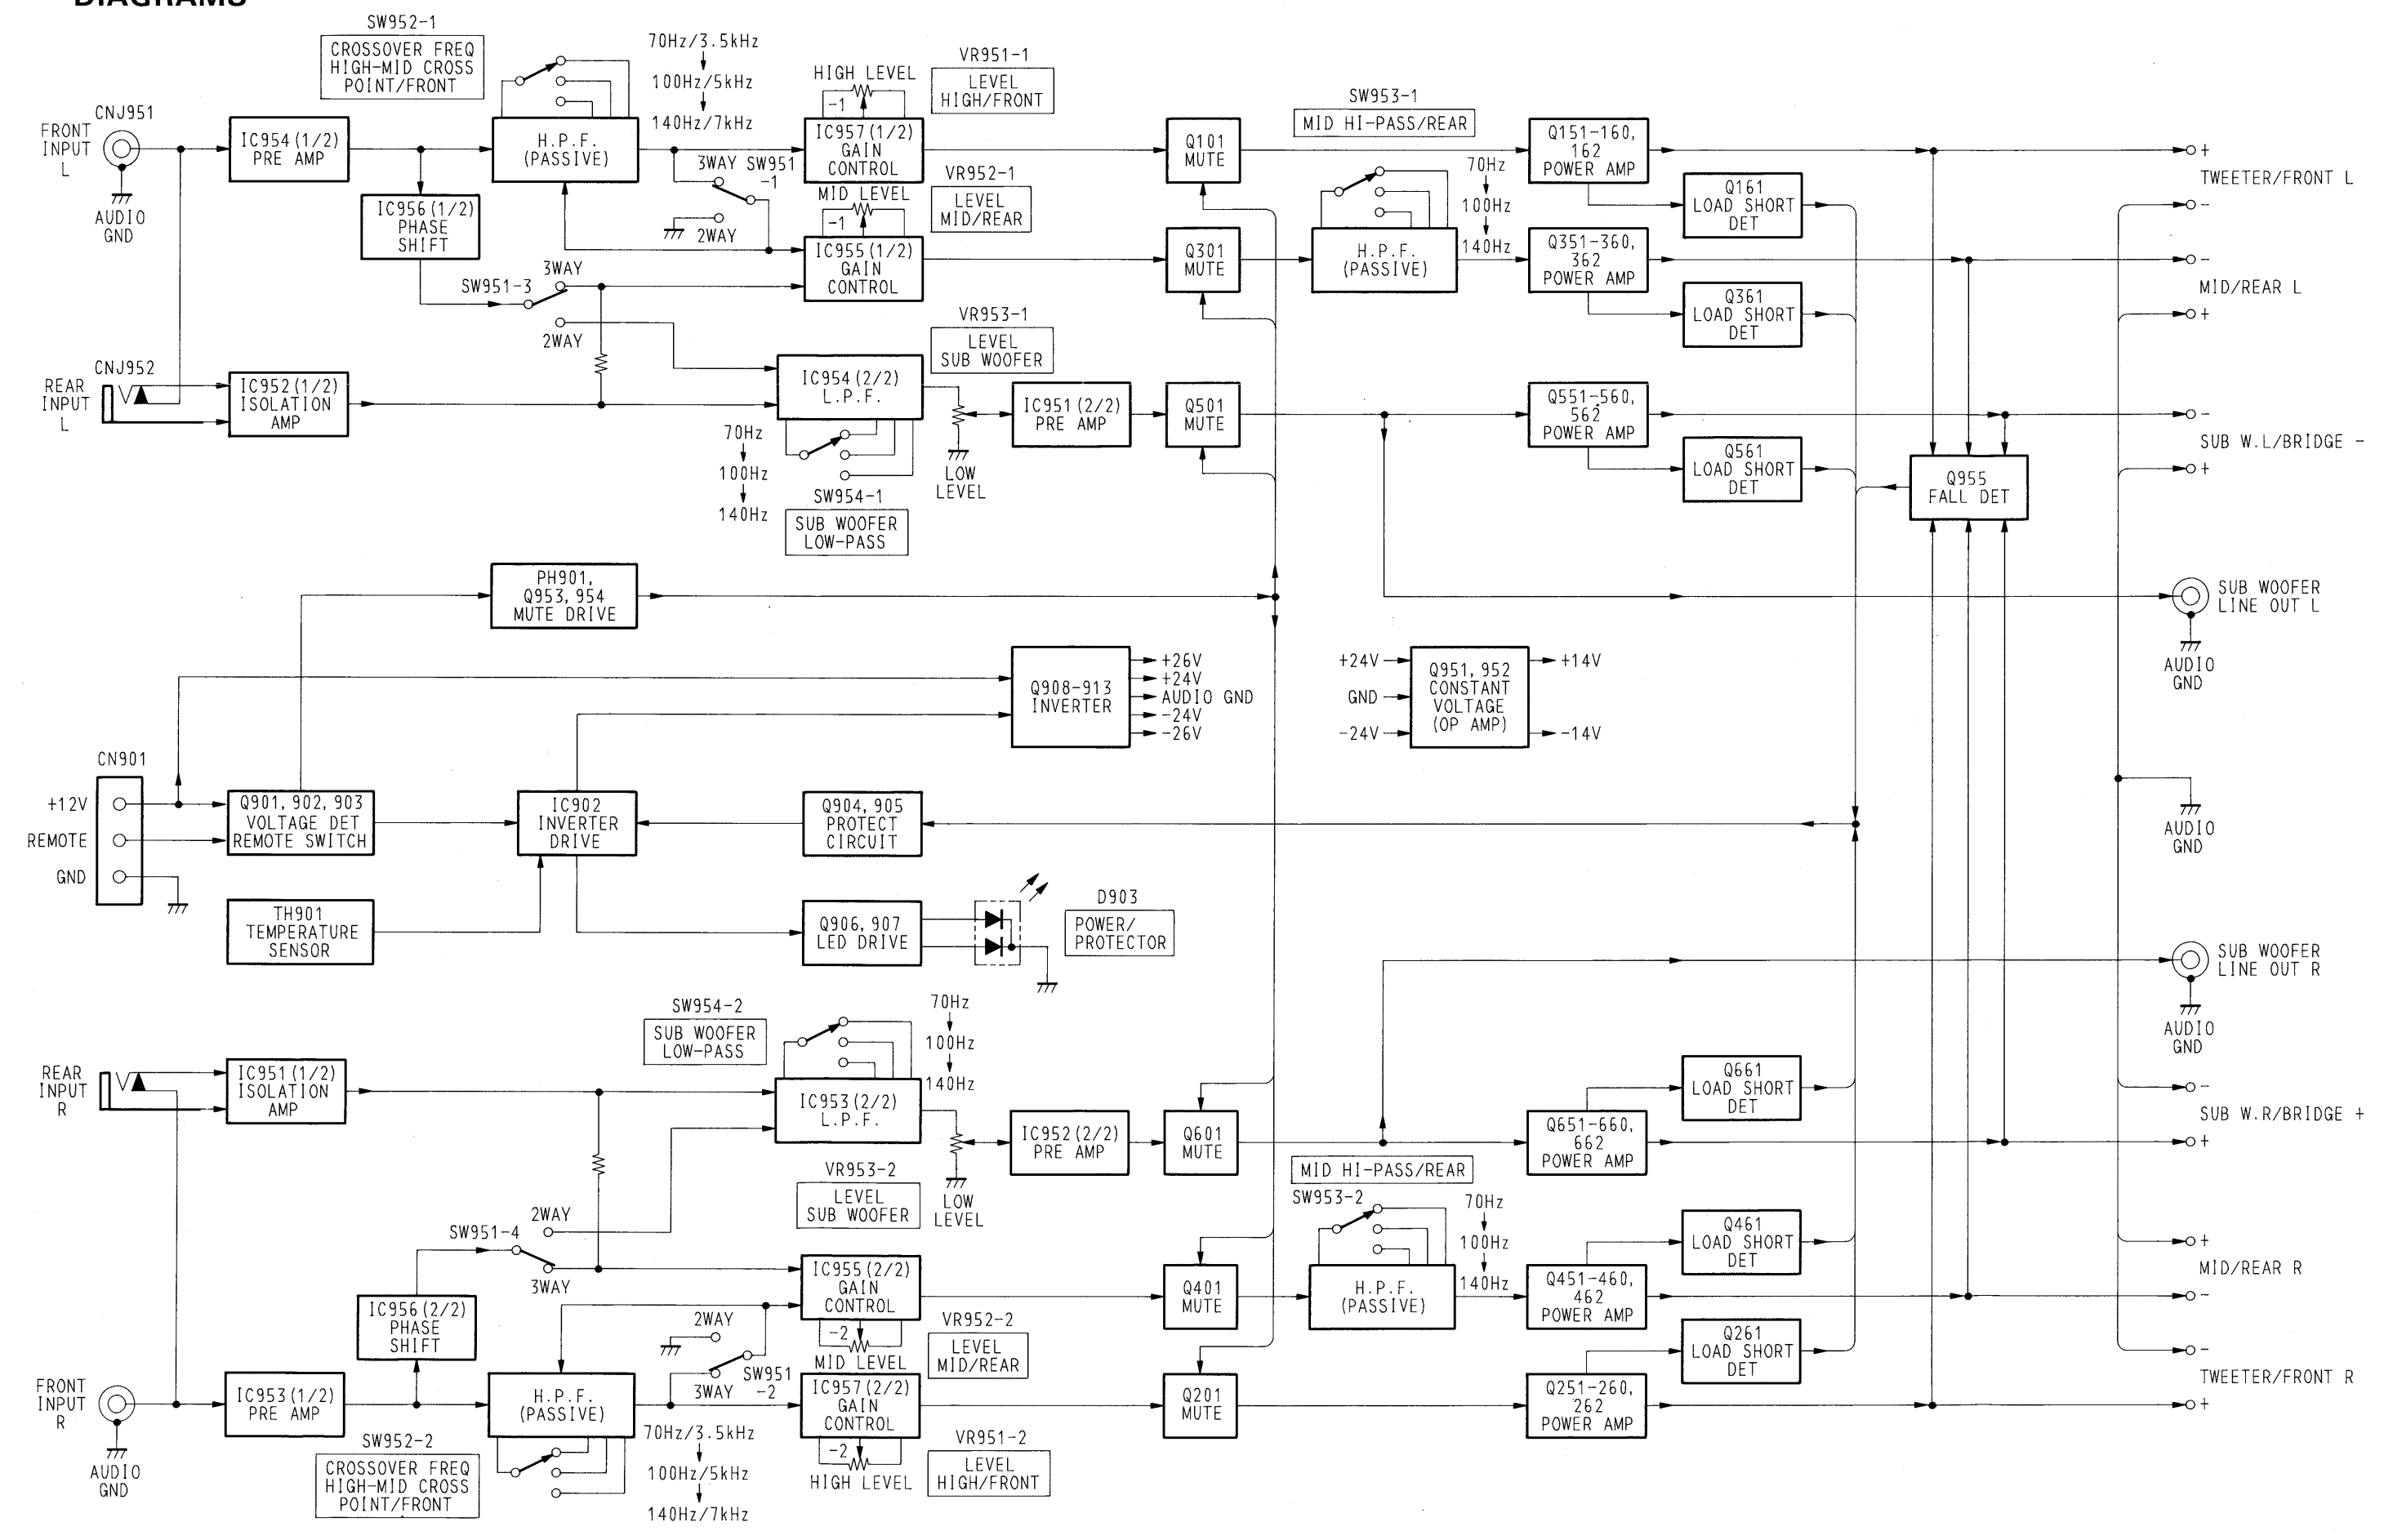 DIAGRAMS
SW952-1
CROSSOVER FREQ
HIGH-MID CROSS
POINT/FRONT
70Hz/3.5kHz
100Hz/5kHz
140Hz/7kHz
HIGH LEVEL
-1
VR951-1
LEVEL
HIGH/FRONT
CNJ951
FRONT
INPUT
L
AUDIO
GND
IC954(1/2)
PRE AMP
H.P.F.
(PASSIVE)
IC957(1/2)
GAIN
CONTROL
3WAY
SW951
-1
2WAY
MID LEVEL
-1
VR952-1
LEVEL
MID/REAR
IC956(1/2)
PHASE
SHIFT
IC955(1/2)
GAIN
CONTROL
SW951-3
3WAY
2WAY
Q101
MUTE
Q301
MUTE
SW953-1
MID HI-PASS/REAR
H.P.F.
(PASSIVE)
70Hz
100Hz
140Hz
Q151-160,
162
POWER AMP
Q161
LOAD SHORT
DET
Q351-360,
362
POWER AMP
Q361
LOAD SHORT
DET
+
TWEETER/FRONT L
-
-
MID/REAR L
+
CNJ952
REAR
INPUT
L
IC952(1/2)
ISOLATION
AMP
VR953-1
LEVEL
SUB WOOFER
IC954(2/2)
L.P.F.
70Hz
100Hz
140Hz
SW954-1
SUB WOOFER
LOW-PASS
LOW
LEVEL
IC951(2/2)
PRE AMP
Q501
MUTE
Q551-560,
562
POWER AMP
Q561
LOAD SHORT
DET
Q955
FALL DET
-
SUB W.L/BRIDGE -
+
PH901,
Q953,954
MUTE DRIVE
SUB WOOFER
LINE OUT L
AUDIO
GND
Q908-913
INVERTER
+26V
+24V
AUDIO GND
-24V
-26V
+24V
GND
-24V
Q951,952
CONSTANT
VOLTAGE
(OP AMP)
+14V
-14V
CN901
+12V
REMOTE
GND
Q901,902,903
VOLTAGE DET
REMOTE SWITCH
IC902
INVERTER
DRIVE
Q904,905
PROTECT
CIRCUIT
AUDIO
GND
TH901
TEMPERATURE
SENSOR
Q906,907
LED DRIVE
D903
POWER/
PROTECTOR
SUB WOOFER
LINE OUT R
AUDIO
GND
SW954-2
SUB WOOFER
LOW-PASS
70Hz
100Hz
140Hz
REAR
INPUT
R
IC951(1/2)
ISOLATION
AMP
IC953(2/2)
L.P.F.
VR953-2
LEVEL
SUB WOOFER
LOW
LEVEL
IC952(2/2)
PRE AMP
Q601
MUTE
Q661
LOAD SHORT
DET
Q651-660,
662
POWER AMP
-
SUB W.R/BRIDGE +
+
MID HI-PASS/REAR
SW953-2
70Hz
100Hz
140Hz
SW951-4
2WAY
3WAY
IC956(2/2)
PHASE
SHIFT
IC955(2/2)
GAIN
CONTROL
-2
MID LEVEL
VR952-2
LEVEL
MID/REAR
2WAY
3WAY
SW951
-2
Q401
MUTE
H.P.F.
(PASSIVE)
Q461
LOAD SHORT
DET
Q451-460,
462
POWER AMP
+
MID/REAR R
-
FRONT
INPUT
R
AUDIO
GND
IC953(1/2)
PRE AMP
H.P.F.
(PASSIVE)
SW952-2
CROSSOVER FREQ
HIGH-MID CROSS
POINT/FRONT
70Hz/3.5kHz
100Hz/5kHz
140Hz/7kHz
IC957(2/2)
GAIN
CONTROL
-2
HIGH LEVEL
VR951-2
LEVEL
HIGH/FRONT
Q201
MUTE
Q261
LOAD SHORT
DET
Q251-260,
262
POWER AMP
-
TWEETER/FRONT R
+